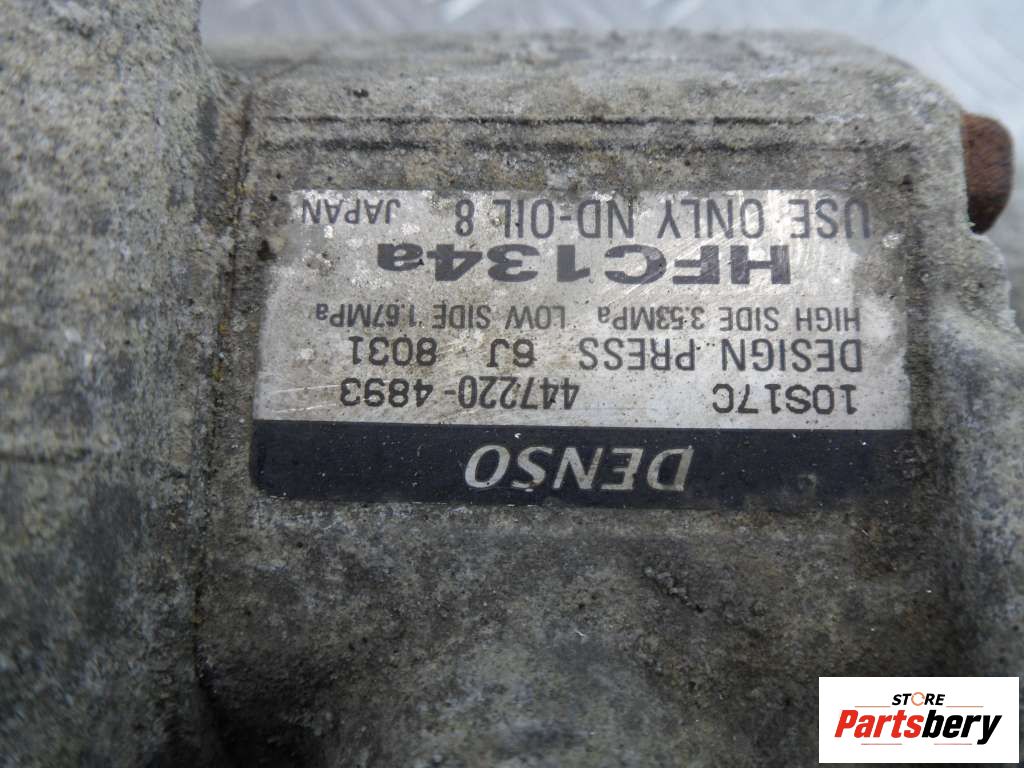 DENSO
10S17C 447220-4893
DESIGN PRESS 6J 8031
HIGH SIDE 3.53MPa LOW SIDE 1.67MPa
HFC134a
USE ONLY ND-OIL 8 JAPAN
STORE
Partsbery